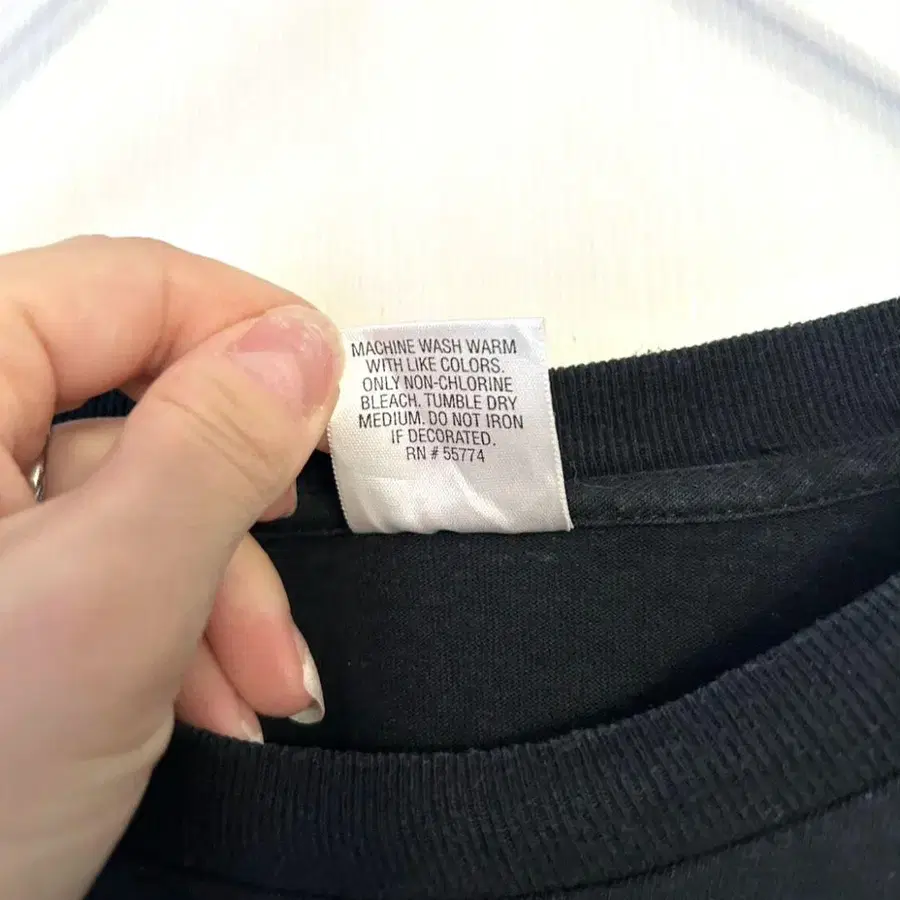 MACHINE WASH WARM
WITH LIKE COLORS.
ONLY NON-CHLORINE
BLEACH. TUMBLE DRY
MEDIUM. DO NOT IRON
IF DECORATED.
RN # 55774